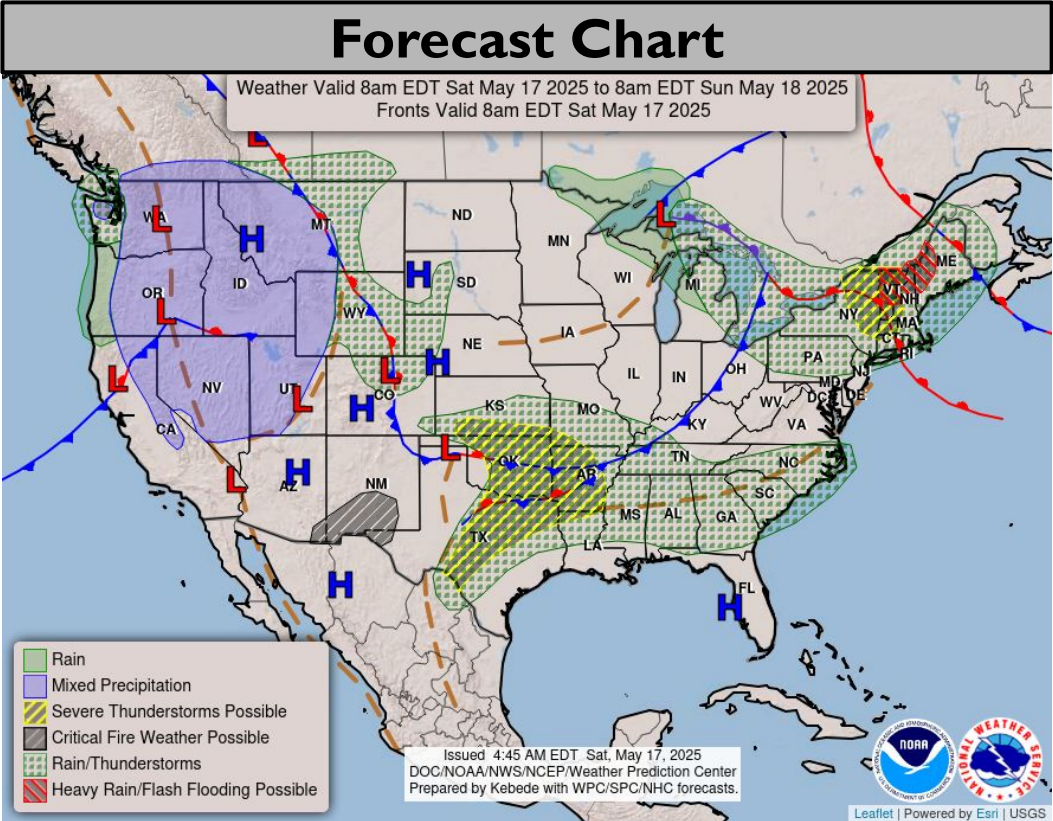 Forecast Chart
Weather Valid 8am EDT Sat May 17 2025 to 8am EDT Sun May 18 2025
Fronts Valid 8am EDT Sat May 17 2025
L
WA L
H
MT
ND
MN
L
ME
OR
L
ID
H
SD
WI
MI
VT
NH
WY
NY
MA
CT
RI
NE
IA
PA
NJ
L
NV
UT
L
L
CO
H
H
IL
IN
OH
MD
DE
DC
WV
VA
CA
KS
MO
KY
L
L
AZ
H
NM
OK
AR
TN
NC
SC
TX
MS
AL
GA
LA
H
H
FL
Rain
Mixed Precipitation
Severe Thunderstorms Possible
Critical Fire Weather Possible
Rain/Thunderstorms
Heavy Rain/Flash Flooding Possible
Issued 4:45 AM EDT Sat, May 17, 2025
DOC/NOAA/NWS/NCEP/Weather Prediction Center
Prepared by Kebede with WPC/SPC/NHC forecasts.
NOAA
NATIONAL WEATHER SERVICE
Leaflet | Powered by Esri | USGS